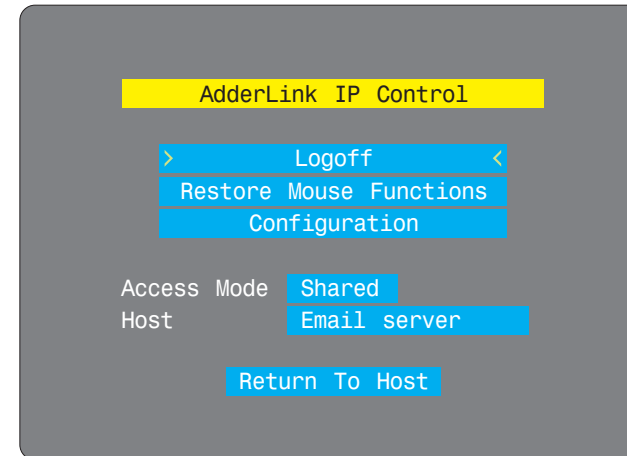 AdderLink IP Control
> Logoff <
Restore Mouse Functions
Configuration
Access Mode Shared
Host Email server
Return To Host